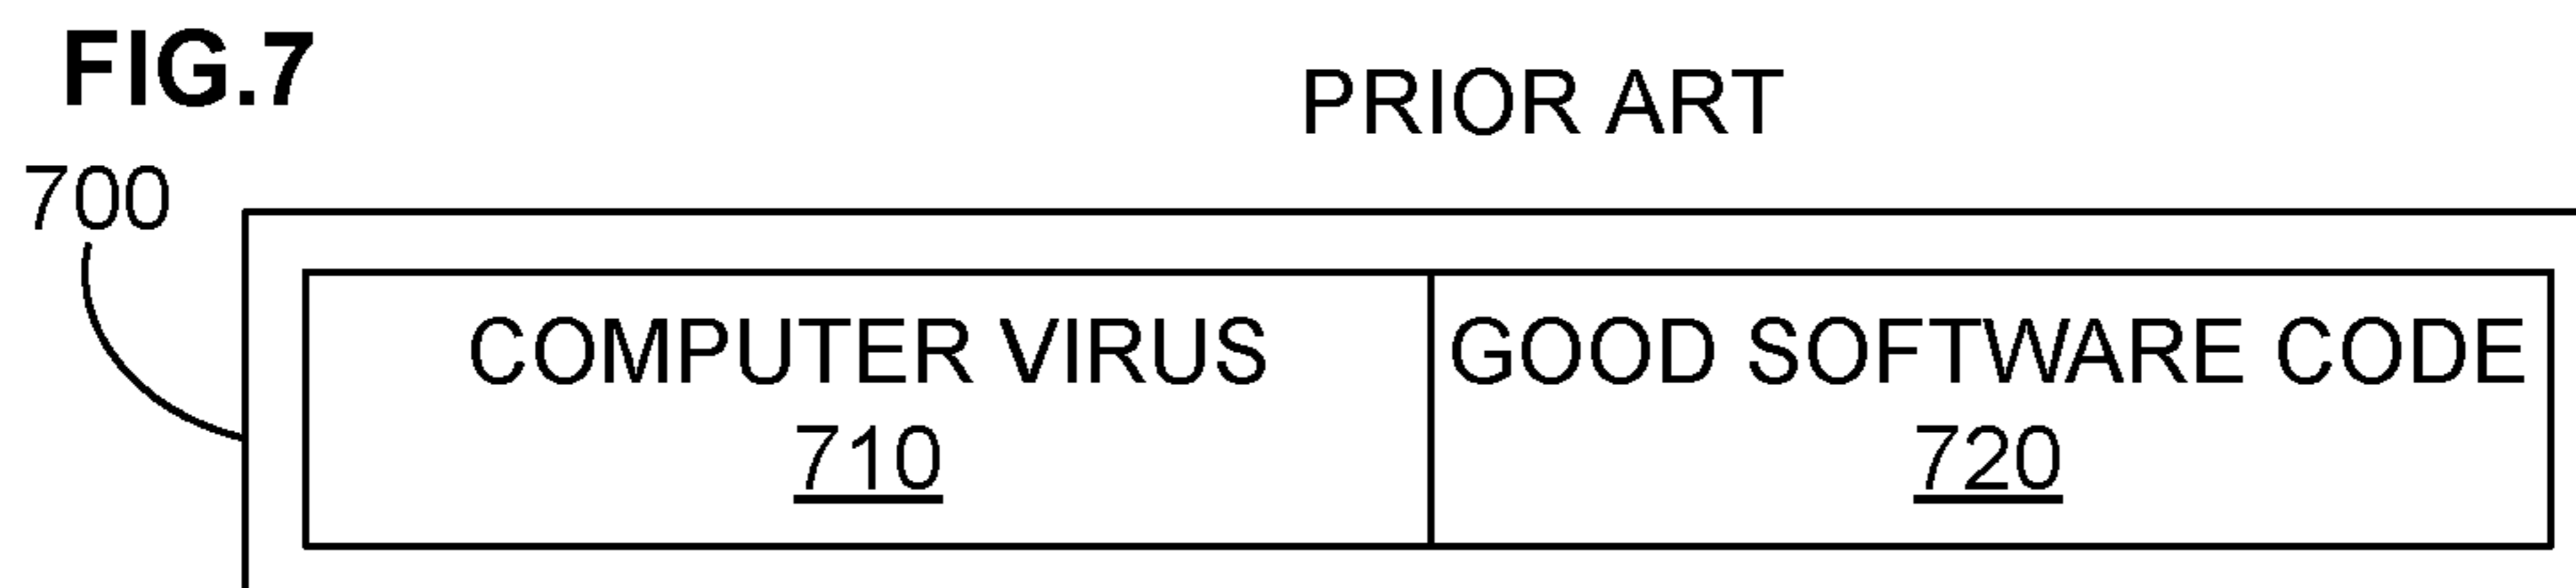 FIG.7
PRIOR ART
700
COMPUTER VIRUS
710
GOOD SOFTWARE CODE
720